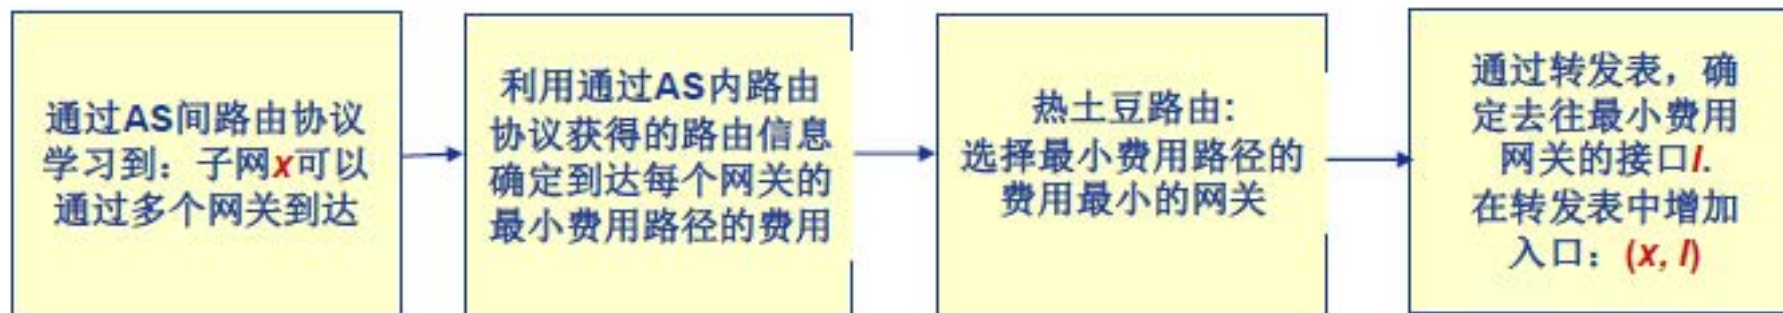 通过AS间路由协议
学习到：子网x可以
通过多个网关到达
利用通过AS内路由
协议获得的路由信息
确定到达每个网关的
最小费用路径的费用
热土豆路由:
选择最小费用路径的
费用最小的网关
通过转发表，确
定去往最小费用
网关的接口I.
在转发表中增加
入口：(x, I)